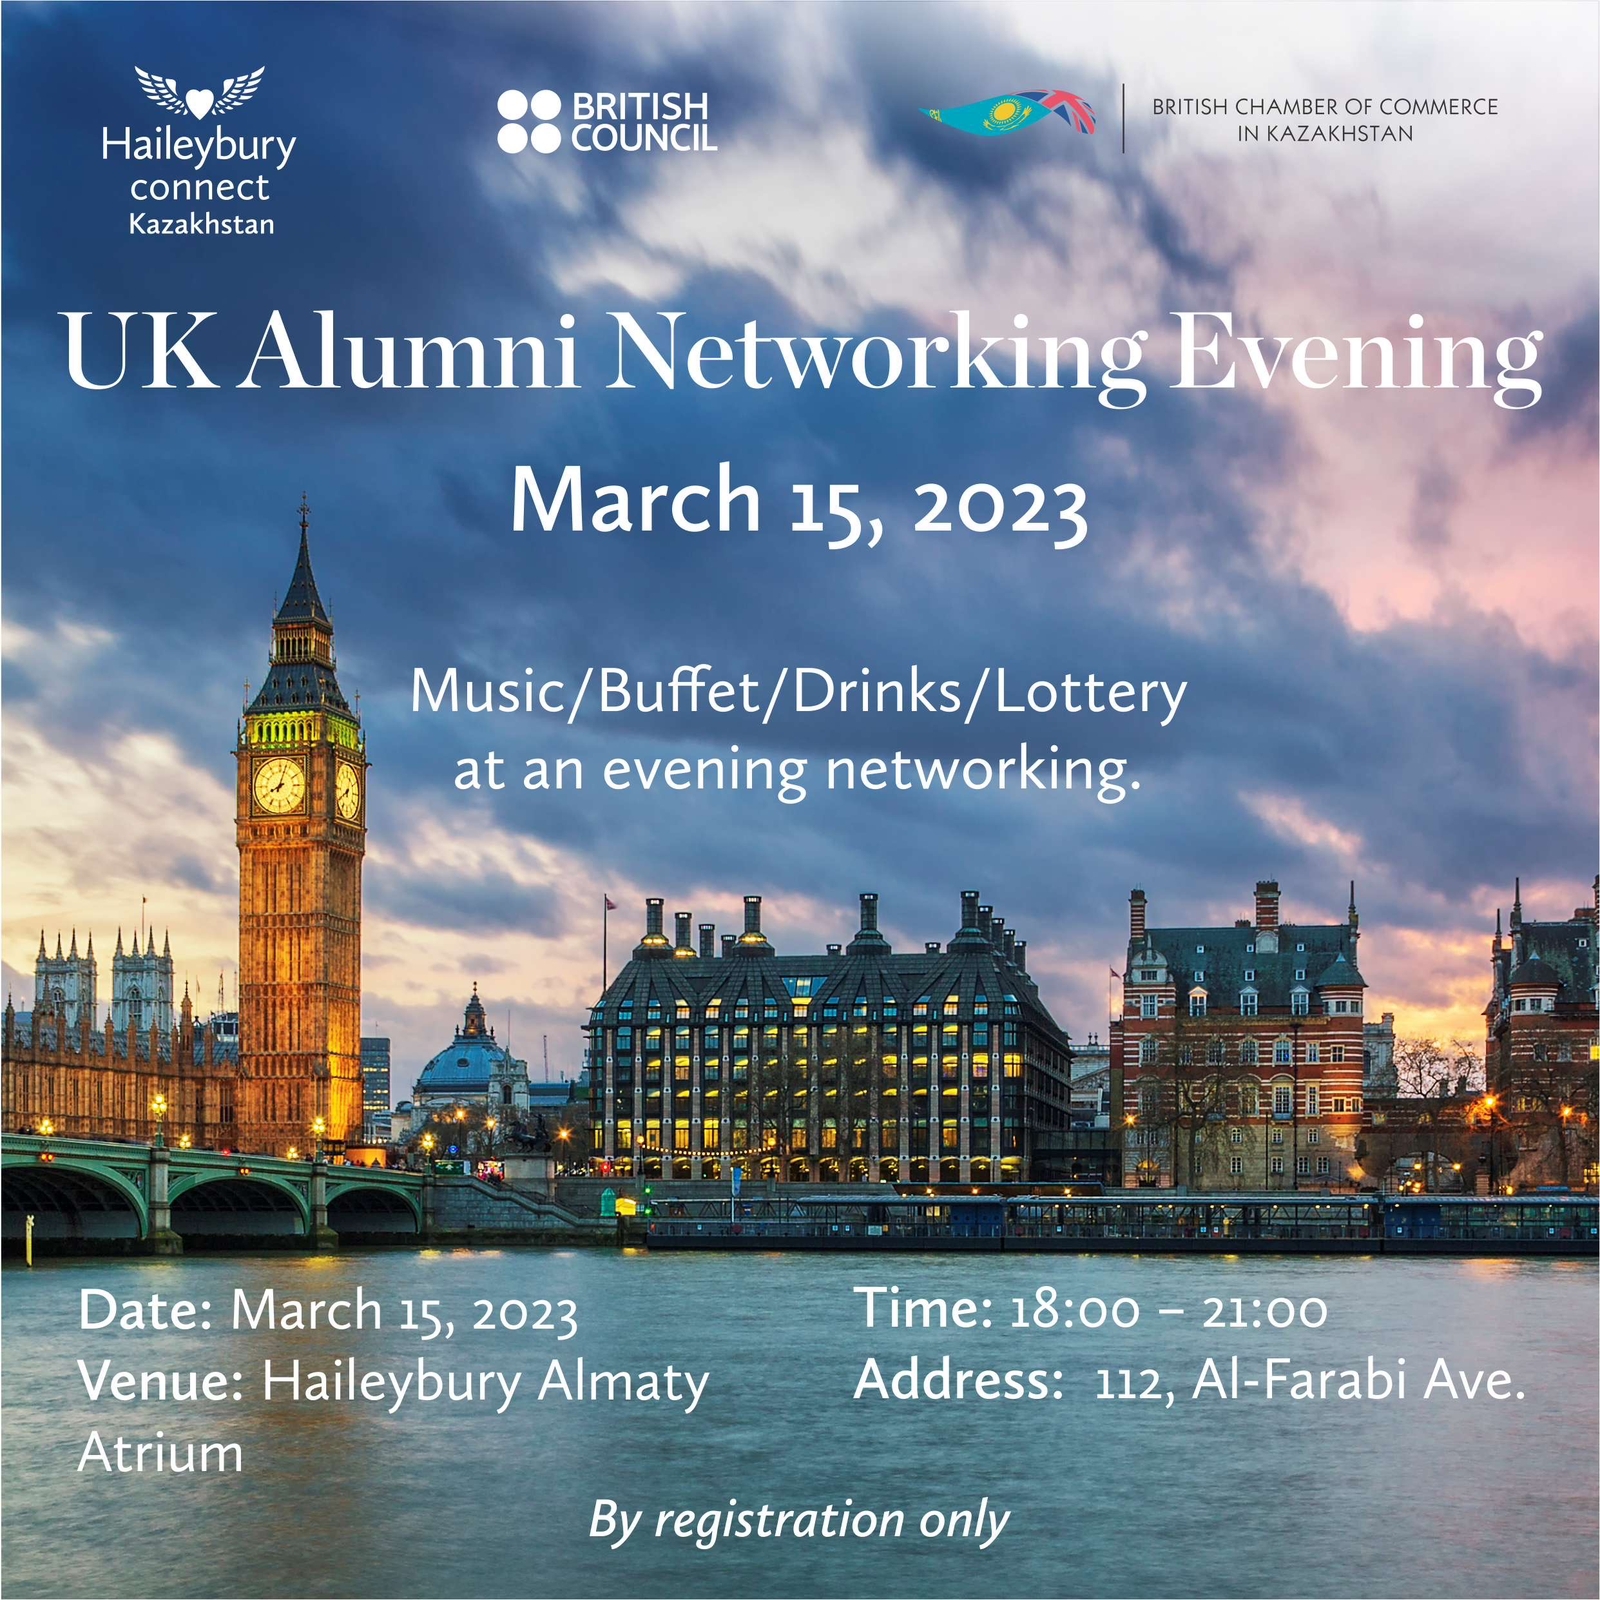 Haileybury
connect
Kazakhstan
BRITISH
COUNCIL
BRITISH CHAMBER OF COMMERCE
IN KAZAKHSTAN
UK Alumni Networking Evening
March 15, 2023
Music/Buffet/Drinks/Lottery
at an evening networking.
Date: March 15, 2023
Venue: Haileybury Almaty
Atrium
Time: 18:00 – 21:00
Address: 112, Al-Farabi Ave.
By registration only